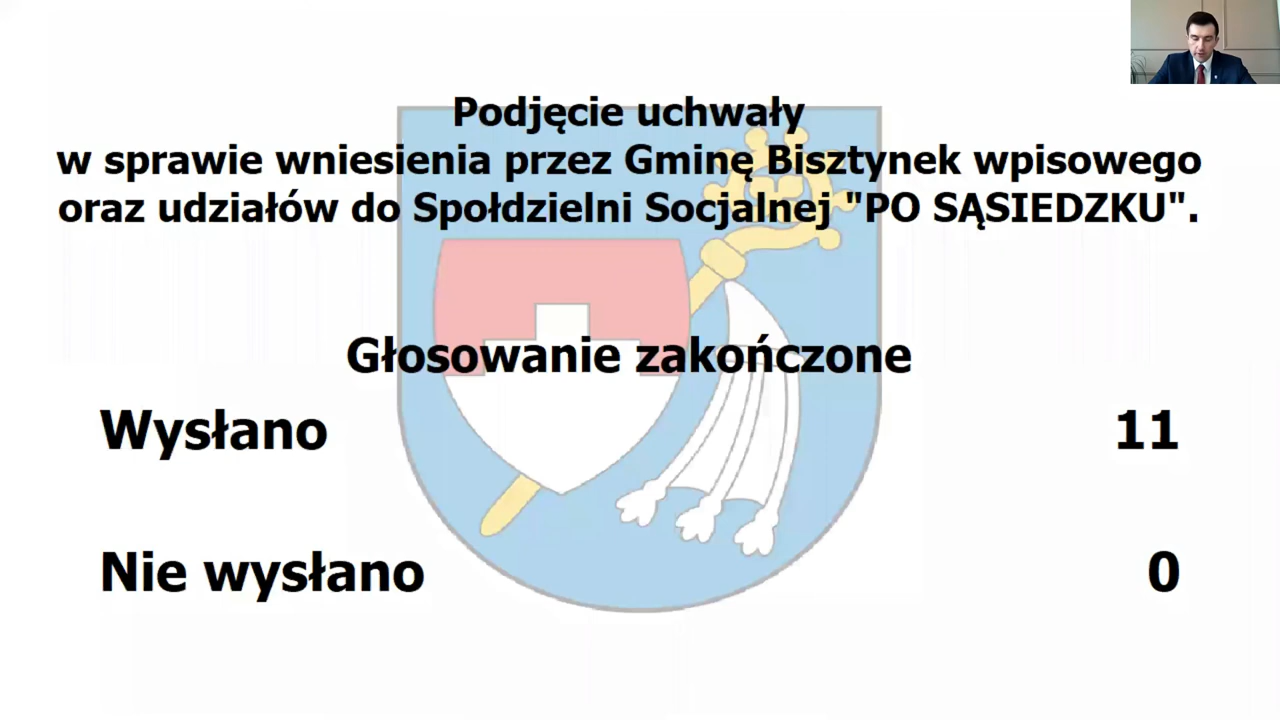 Podjęcie uchwały
w sprawie wniesienia przez Gminę Bisztynek wpisowego
oraz udziałów do Społdzielni Socjalnej "PO SĄSIEDZKU".
Głosowanie zakończone
Wysłano 11
Nie wysłano 0